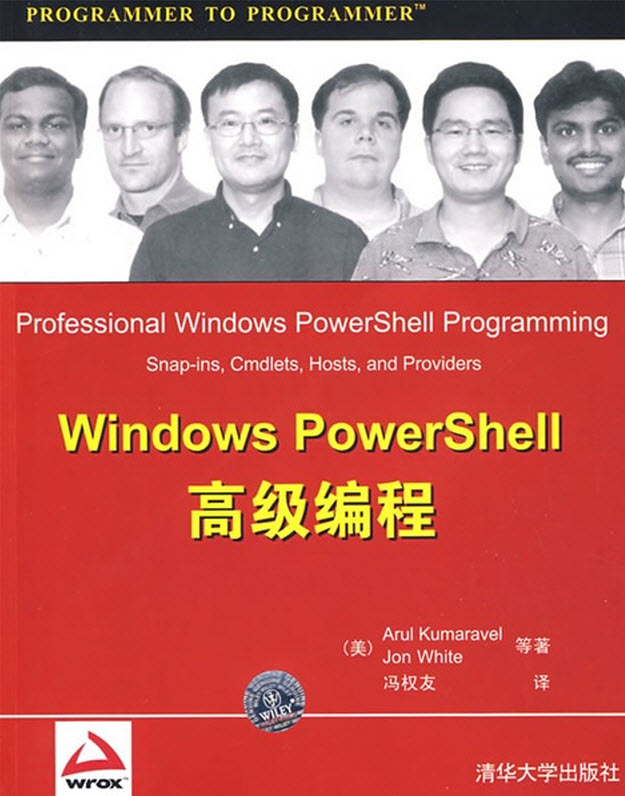 PROGRAMMER TO PROGRAMMER™
Professional Windows PowerShell Programming
Snap-ins, Cmdlets, Hosts, and Providers
Windows PowerShell
高级编程
（美） Arul Kumaravel 等著
Jon White
冯权友 译
WILEY
wrox™
清华大学出版社